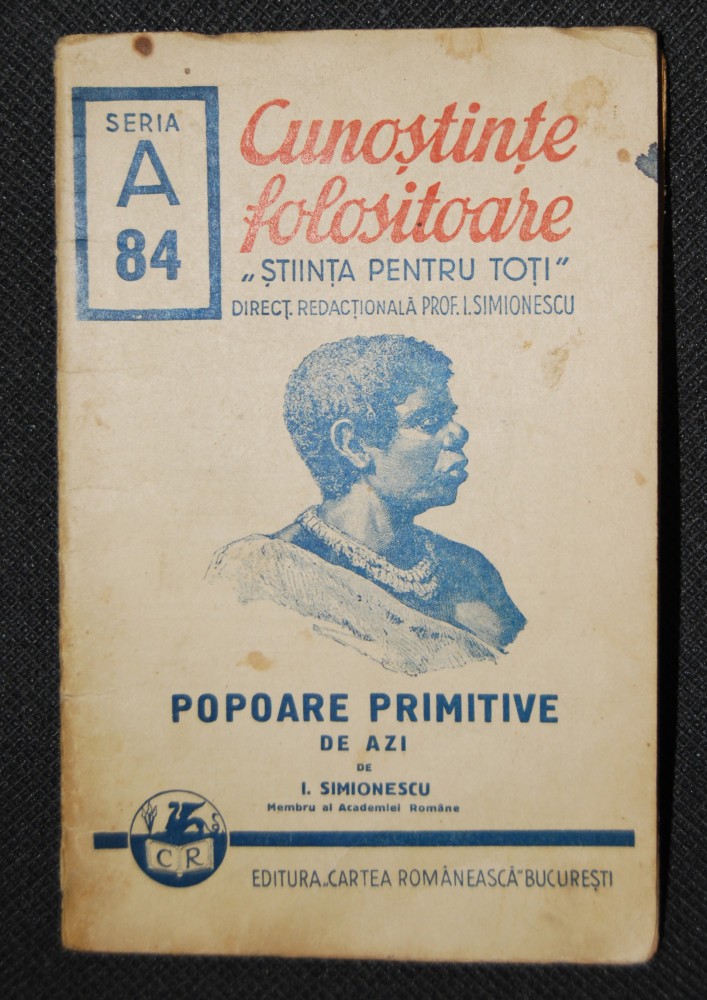 SERIA
A
84
Cunoștințe
folositoare
„ȘTIINȚA PENTRU TOȚI"
DIRECȚ. REDACȚIONALĂ PROF. I. SIMIONESCU
POPOARE PRIMITIVE
DE AZI
DE
I. SIMIONESCU
Membru al Academiei Române
C R
EDITURA „CARTEA ROMÂNEASCĂ" BUCUREȘTI